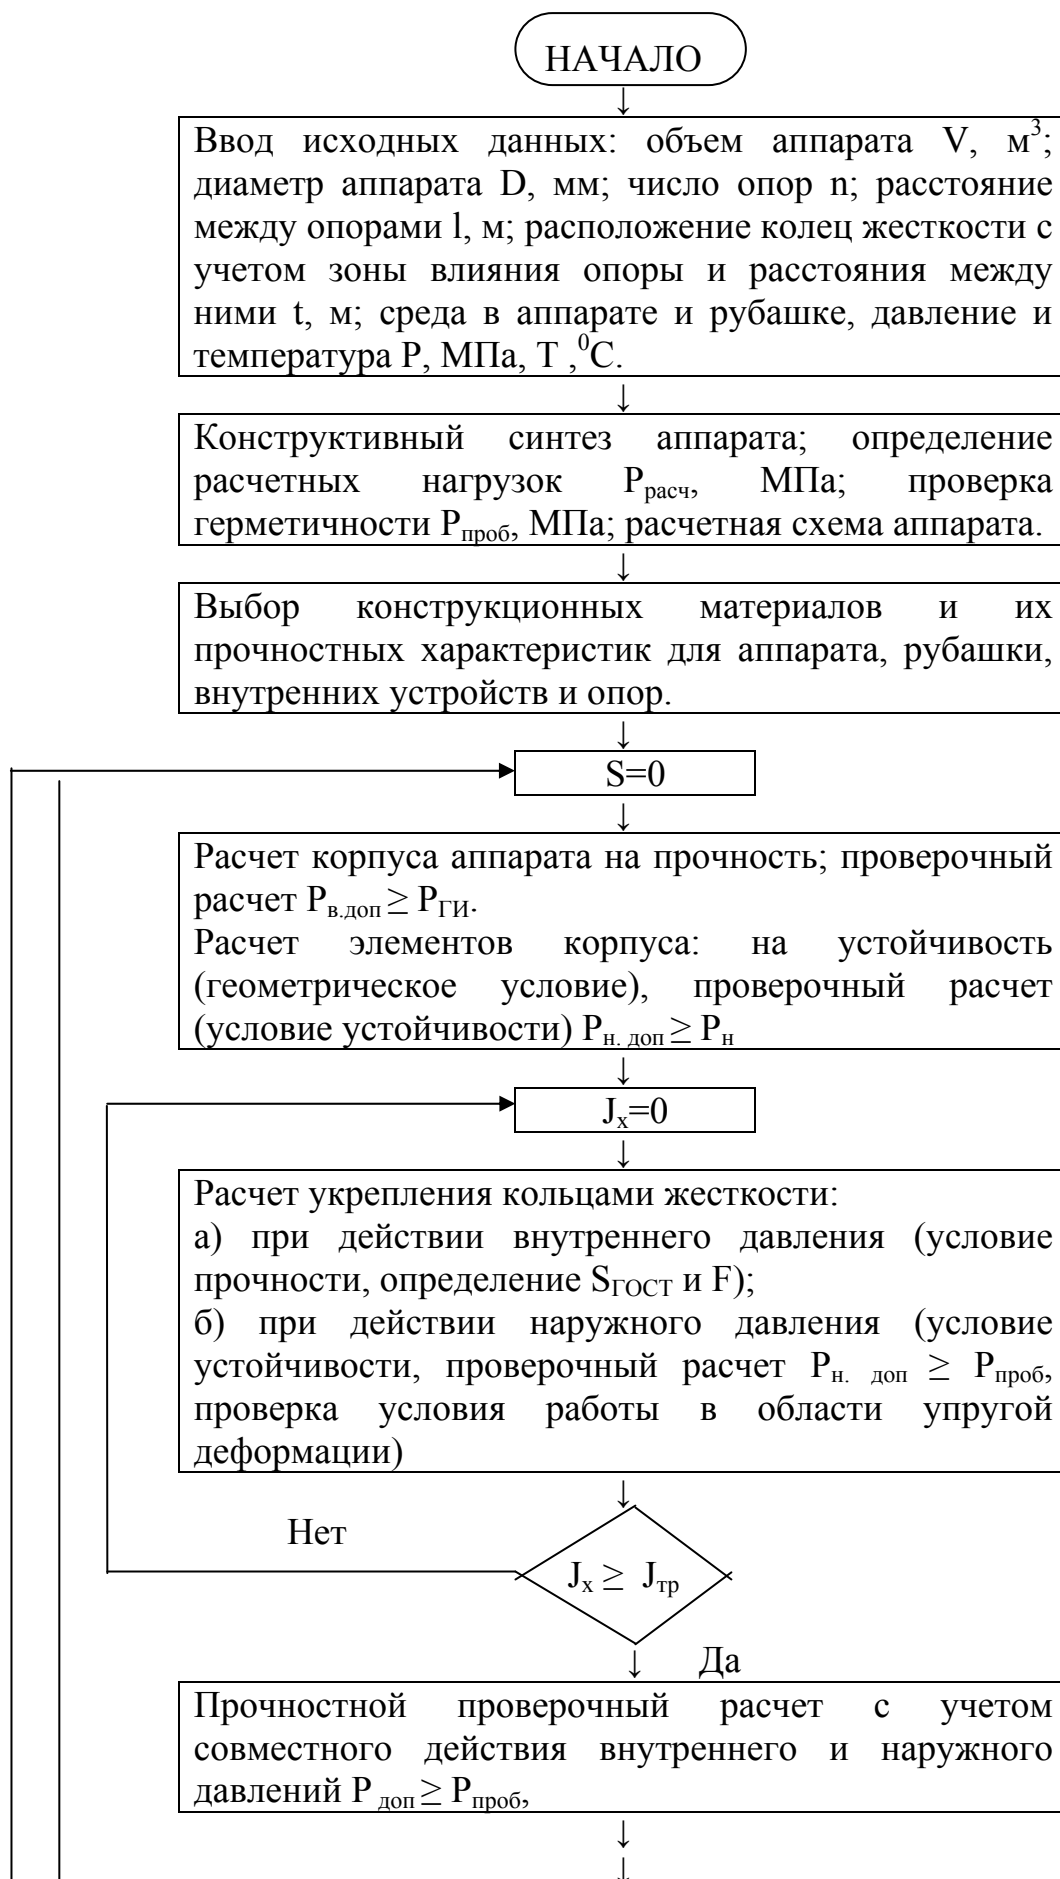 НАЧАЛО
↓
Ввод исходных данных: объем аппарата V, м³;
диаметр аппарата D, мм; число опор n; расстояние
между опорами l, м; расположение колец жесткости с
учетом зоны влияния опоры и расстояния между
ними t, м; среда в аппарате и рубашке, давление и
температура P, МПа, T ,⁰С.
↓
Конструктивный синтез аппарата; определение
расчетных нагрузок Pрасч, МПа; проверка
герметичности Pпроб, МПа; расчетная схема аппарата.
↓
Выбор конструкционных материалов и их
прочностных характеристик для аппарата, рубашки,
внутренних устройств и опор.
↓
S=0
↓
Расчет корпуса аппарата на прочность; проверочный
расчет Pв.доп ≥ PГИ.
Расчет элементов корпуса: на устойчивость
(геометрическое условие), проверочный расчет
(условие устойчивости) Pн. доп ≥ Pн
↓
Jx=0
↓
Расчет укрепления кольцами жесткости:
а) при действии внутреннего давления (условие
прочности, определение SГОСТ и F);
б) при действии наружного давления (условие
устойчивости, проверочный расчет Pн. доп ≥ Pпроб,
проверка условия работы в области упругой
деформации)
↓
Нет
Jx ≥ Jтр
↓ Да
Прочностной проверочный расчет с учетом
совместного действия внутреннего и наружного
давлений P доп ≥ Pпроб,
↓
↓